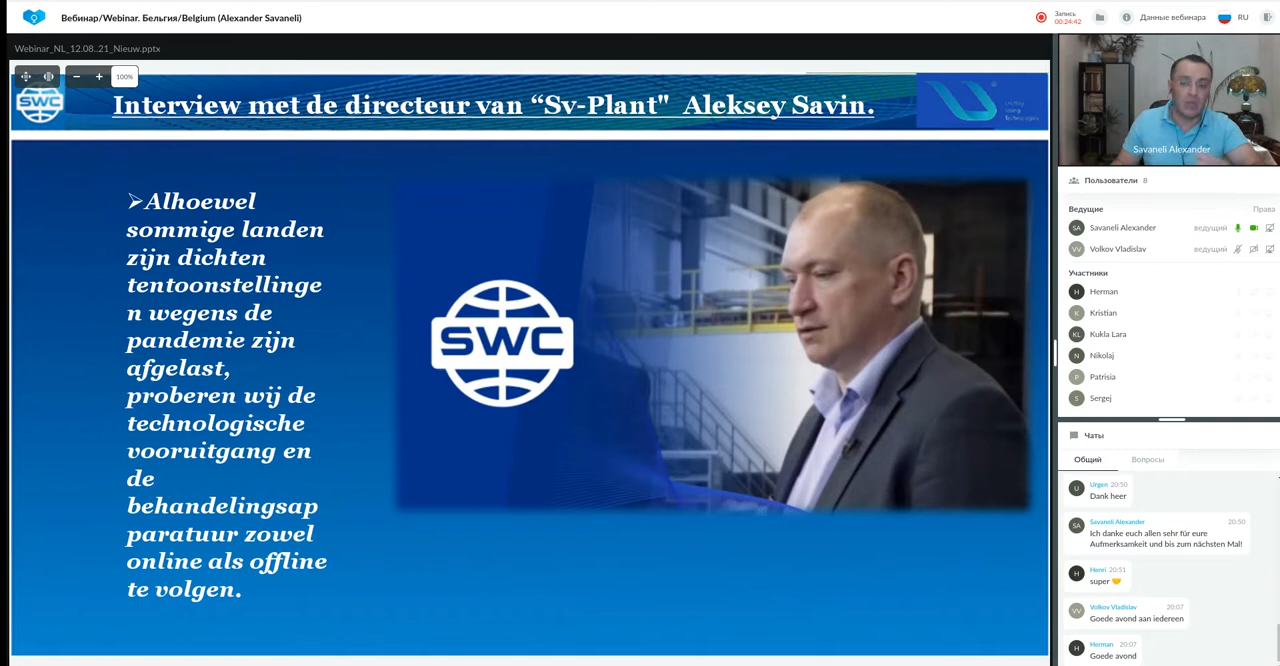 Вебинар/Webinar. Бельгия/Belgium (Alexander Savaneli)
Запись
00:24:42
Данные вебинара
RU
Webinar_NL_12.08..21_Nieuw.pptx
100%
SWC
Interview met de directeur van “Sv-Plant" Aleksey Savin.
➢Alhoewel
sommige landen
zijn dichten
tentoonstellinge
n wegens de
pandemie zijn
afgelast,
proberen wij de
technologische
vooruitgang en
de
behandelingsap
paratuur zowel
online als offline
te volgen.
SWC
Savaneli Alexander
Пользователи 8
Ведущие Права
SA Savaneli Alexander ведущий
VV Volkov Vladislav ведущий
Участники
H Herman
K Kristian
KL Kukla Lara
N Nikolaj
P Patrisia
S Sergej
Чаты
Общий Вопросы
U Urgen 20:50
Dank heer
SA Savaneli Alexander 20:50
Ich danke euch allen sehr für eure
Aufmerksamkeit und bis zum nächsten Mal!
H Henri 20:51
super 🤝
VV Volkov Vladislav 20:07
Goede avond aan iedereen
H Herman 20:07
Goede avond